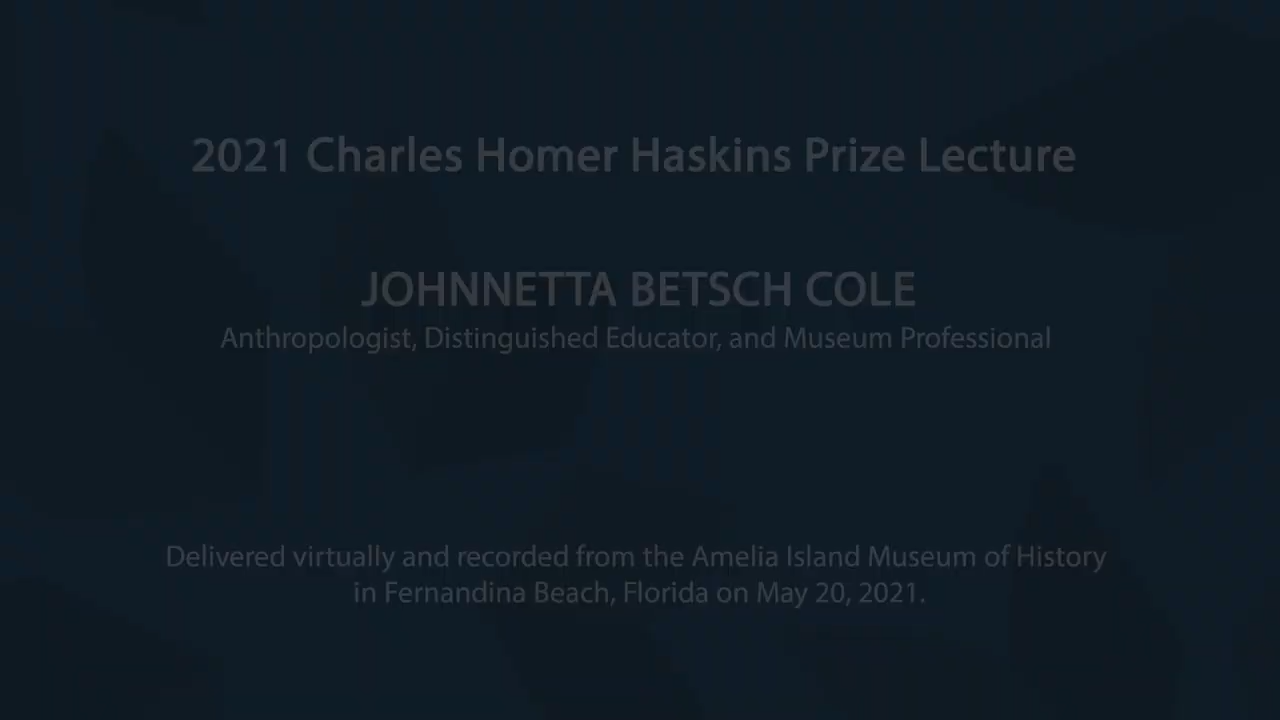 2021 Charles Homer Haskins Prize Lecture
JOHNNETTA BETSCH COLE
Anthropologist, Distinguished Educator, and Museum Professional
Delivered virtually and recorded from the Amelia Island Museum of History
in Fernandina Beach, Florida on May 20, 2021.